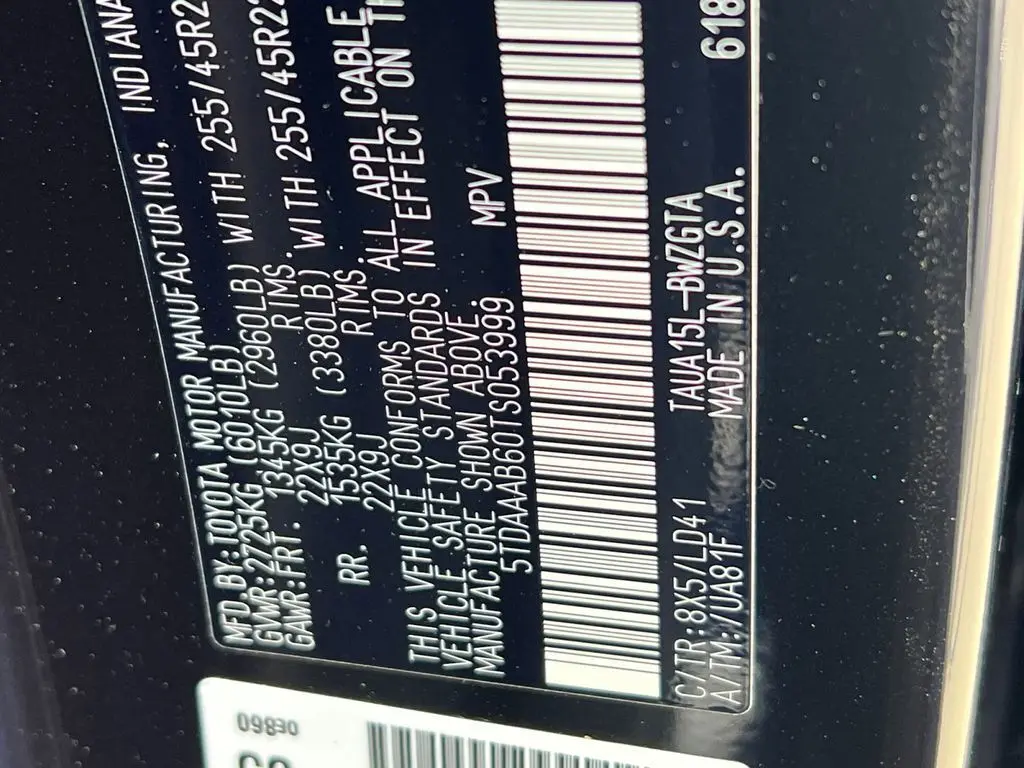 MFD BY: TOYOTA MOTOR MANUFACTURING, INDIANA
GVWR: 2725KG (6010LB)
GAWR: FRT. 1345KG (2960LB) WITH 255/45R2
22X9J RIMS.
RR. 1535KG (3380LB) WITH 255/45R22
22X9J RIMS.
THIS VEHICLE CONFORMS TO ALL APPLICABLE
VEHICLE SAFETY STANDARDS IN EFFECT ON
MANUFACTURE SHOWN ABOVE.
5TDAAAB60TS053999 MPV
C/TR: 8X5/LD41 TAUA15L-BWZGTA 618
A/TM: -/UA81F MADE IN U.S.A.
09830